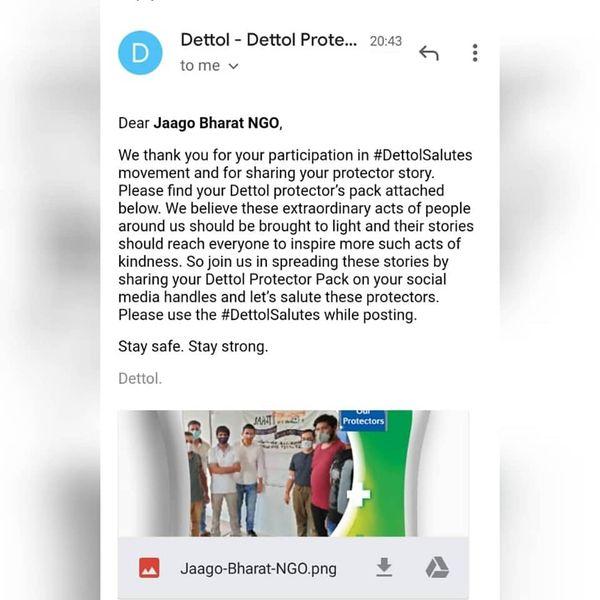 Dettol - Dettol Prote... 20:43
D
to me
Dear Jaago Bharat NGO,
We thank you for your participation in #DettolSalutes
movement and for sharing your protector story.
Please find your Dettol protector's pack attached
below. We believe these extraordinary acts of people
around us should be brought to light and their stories
should reach everyone to inspire more such acts of
kindness. So join us in spreading these stories by
sharing your Dettol Protector Pack on your social
media handles and let's salute these protectors.
Please use the #DettolSalutes while posting.
Stay safe. Stay strong.
Dettol.
Our
Protectors
Jaago-Bharat-NGO.png